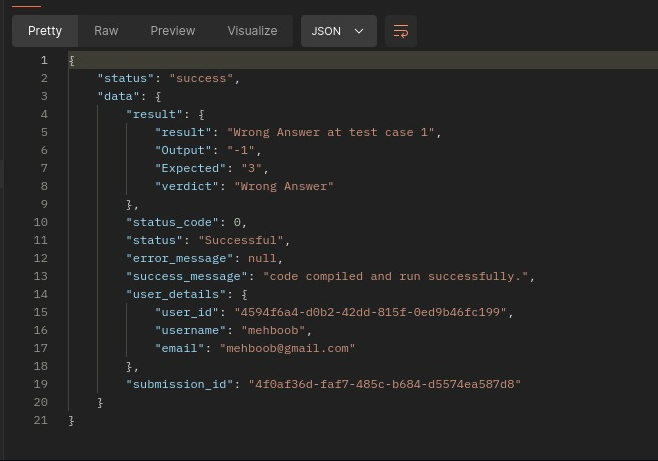 Pretty Raw Preview Visualize JSON
1 {
2 "status": "success",
3 "data": {
4 "result": {
5 "result": "Wrong Answer at test case 1",
6 "Output": "-1",
7 "Expected": "3",
8 "verdict": "Wrong Answer"
9 },
10 "status_code": 0,
11 "status": "Successful",
12 "error_message": null,
13 "success_message": "code compiled and run successfully.",
14 "user_details": {
15 "user_id": "4594f6a4-d0b2-42dd-815f-0ed9b46fc199",
16 "username": "mehboob",
17 "email": "mehboob@gmail.com"
18 },
19 "submission_id": "4f0af36d-faf7-485c-b684-d5574ea587d8"
20 }
21 }